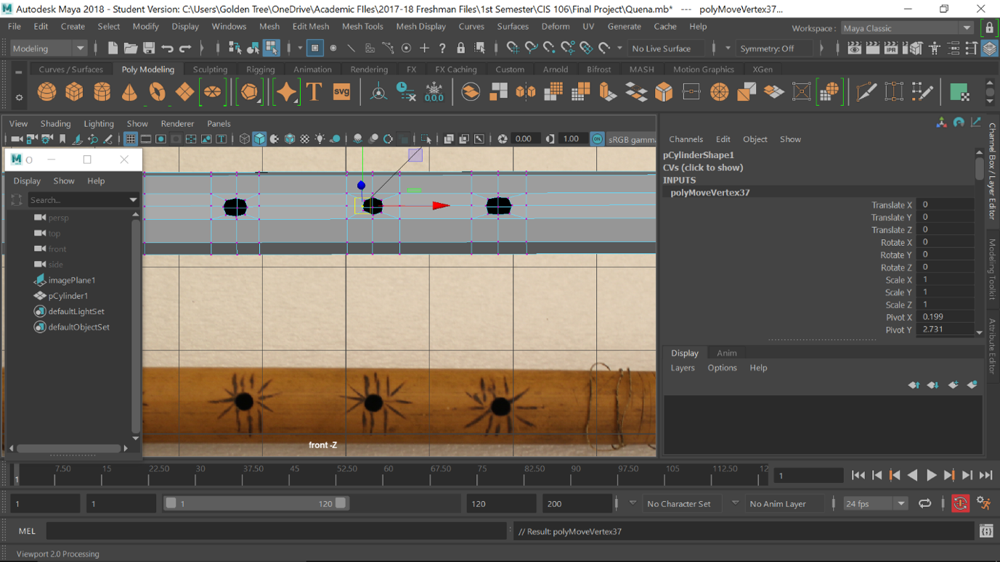 Autodesk Maya 2018 - Student Version: C:\Users\Golden Tree\OneDrive\Academic FIles\2017-18 Freshman Files\1st Semester\CIS 106\Final Project\Quena.mb* --- polyMoveVertex37...
File Edit Create Select Modify Display Windows Mesh Edit Mesh Mesh Tools Mesh Display Curves Surfaces Deform UV Generate Cache Help Workspace : Maya Classic
Modeling No Live Surface Symmetry: Off
Curves / Surfaces Poly Modeling Sculpting Rigging Animation Rendering FX FX Caching Custom Arnold Bifrost MASH Motion Graphics XGen
T SVG 0,0,0
View Shading Lighting Show Renderer Panels
0.00 1.00 sRGB gamma
O
Display Show Help
Search...
persp
top
front
side
imagePlane1
pCylinder1
defaultLightSet
defaultObjectSet
front -Z
Channels Edit Object Show
pCylinderShape1
CVs (click to show)
INPUTS
polyMoveVertex37
Translate X 0
Translate Y 0
Translate Z 0
Rotate X 0
Rotate Y 0
Rotate Z 0
Scale X 1
Scale Y 1
Scale Z 1
Pivot X 0.199
Pivot Y 2.731
Display Anim
Layers Options Help
Channel Box / Layer Editor
Modeling Toolkit
Attribute Editor
1 7.50 15 22.50 30 37.50 45 52.50 60 67.50 75 82.50 90 97.50 105 112.50 12 1
1 1 1 120 120 200 No Character Set No Anim Layer 24 fps
MEL // Result: polyMoveVertex37
Viewport 2.0 Processing